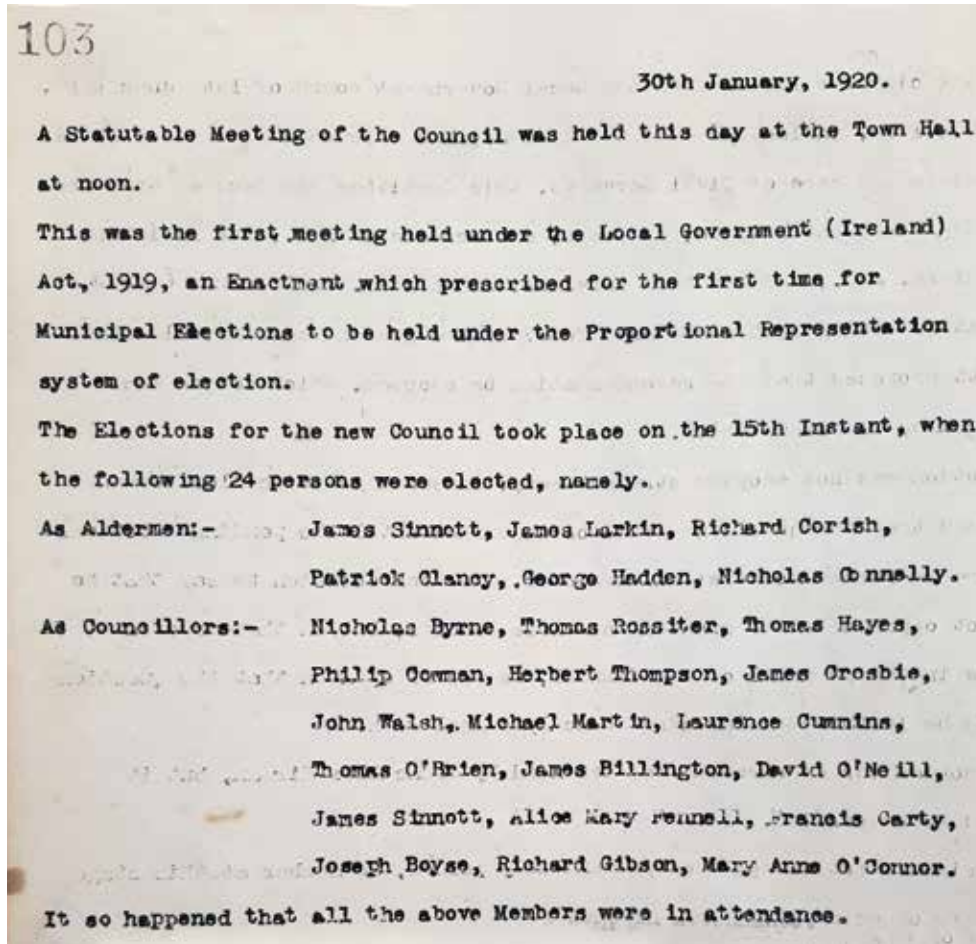 103
30th January, 1920.
A Statutable Meeting of the Council was held this day at the Town Hall
at noon.
This was the first meeting held under the Local Government (Ireland)
Act, 1919, an Enactment which prescribed for the first time for
Municipal Elections to be held under the Proportional Representation
system of election.
The Elections for the new Council took place on the 15th Instant, when
the following 24 persons were elected, namely.
As Aldermen:- James Sinnott, James Larkin, Richard Corish,
Patrick Clancy, George Hadden, Nicholas Connelly.
As Councillors:- Nicholas Byrne, Thomas Rossiter, Thomas Hayes,
Philip Cowman, Herbert Thompson, James Crosbie,
John Walsh, Michael Martin, Laurence Cummins,
Thomas O'Brien, James Billington, David O'Neill,
James Sinnott, Alice Mary Pennell, Francis Carty,
Joseph Boyse, Richard Gibson, Mary Anne O'Connor.
It so happened that all the above Members were in attendance.